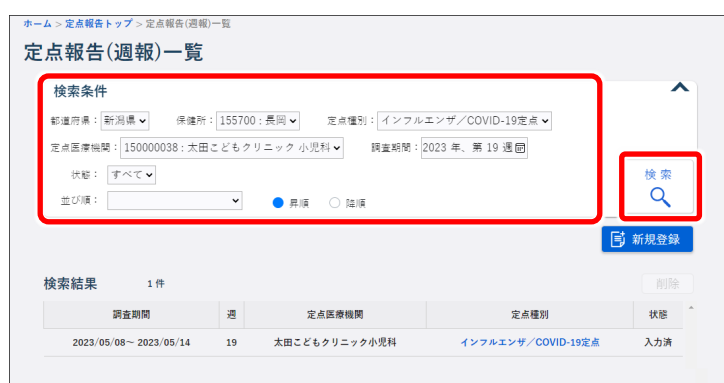 ホーム > 定点報告トップ > 定点報告(週報)一覧
定点報告(週報)一覧
検索条件
都道府県： 新潟県 保健所： 155700：長岡 定点種別： インフルエンザ／COVID-19定点
定点医療機関： 150000038：太田こどもクリニック 小児科 調査期間： 2023 年、第 19 週
状態： すべて
検索
並び順： 昇順 降順
新規登録
検索結果 1 件
削除
調査期間 週 定点医療機関 定点種別 状態
2023/05/08～ 2023/05/14 19 太田こどもクリニック小児科 インフルエンザ／COVID-19定点 入力済